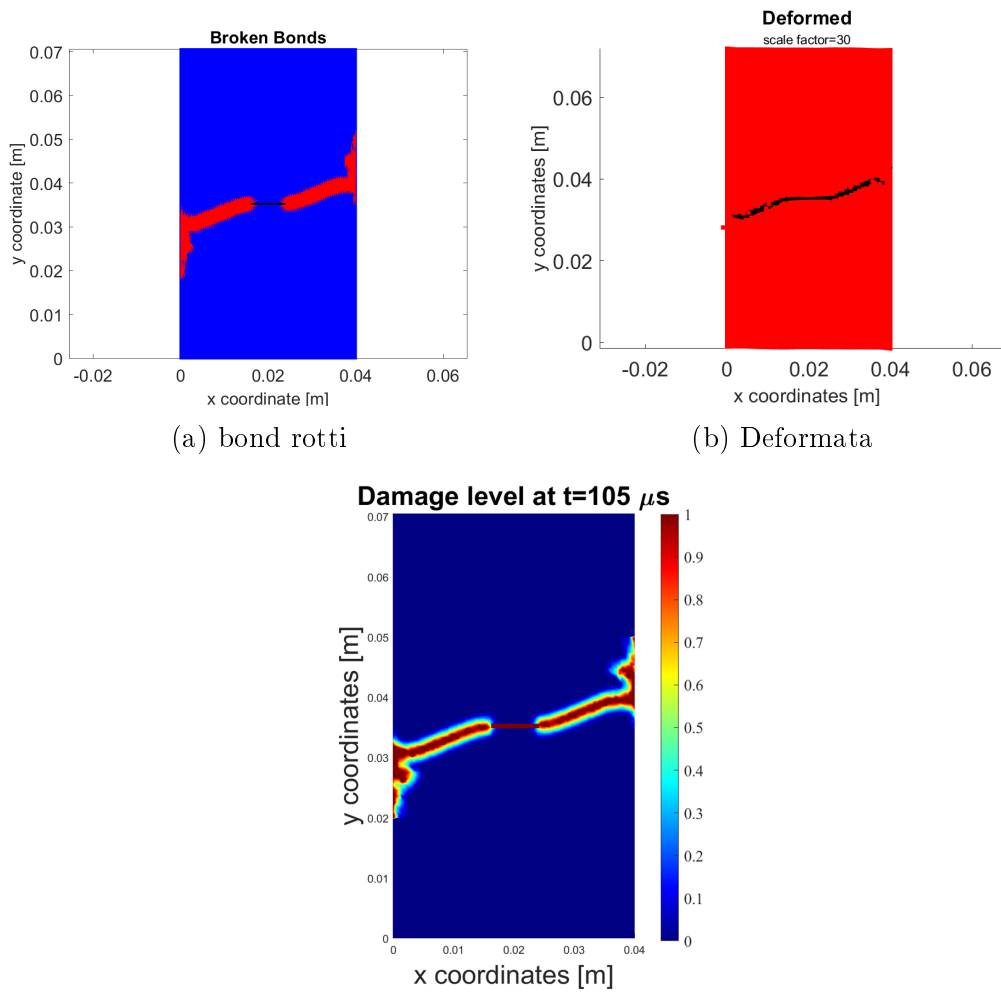 Broken Bonds
0.07
0.06
0.05
0.04
0.03
0.02
0.01
0
y coordinate [m]
-0.02 0 0.02 0.04 0.06
x coordinate [m]
(a) bond rotti
Deformed
scale factor=30
0.06
0.04
0.02
0
y coordinates [m]
-0.02 0 0.02 0.04 0.06
x coordinates [m]
(b) Deformata
Damage level at t=105 μs
0.07
0.06
0.05
0.04
0.03
0.02
0.01
0
y coordinates [m]
0 0.01 0.02 0.03 0.04
x coordinates [m]
1
0.9
0.8
0.7
0.6
0.5
0.4
0.3
0.2
0.1
0